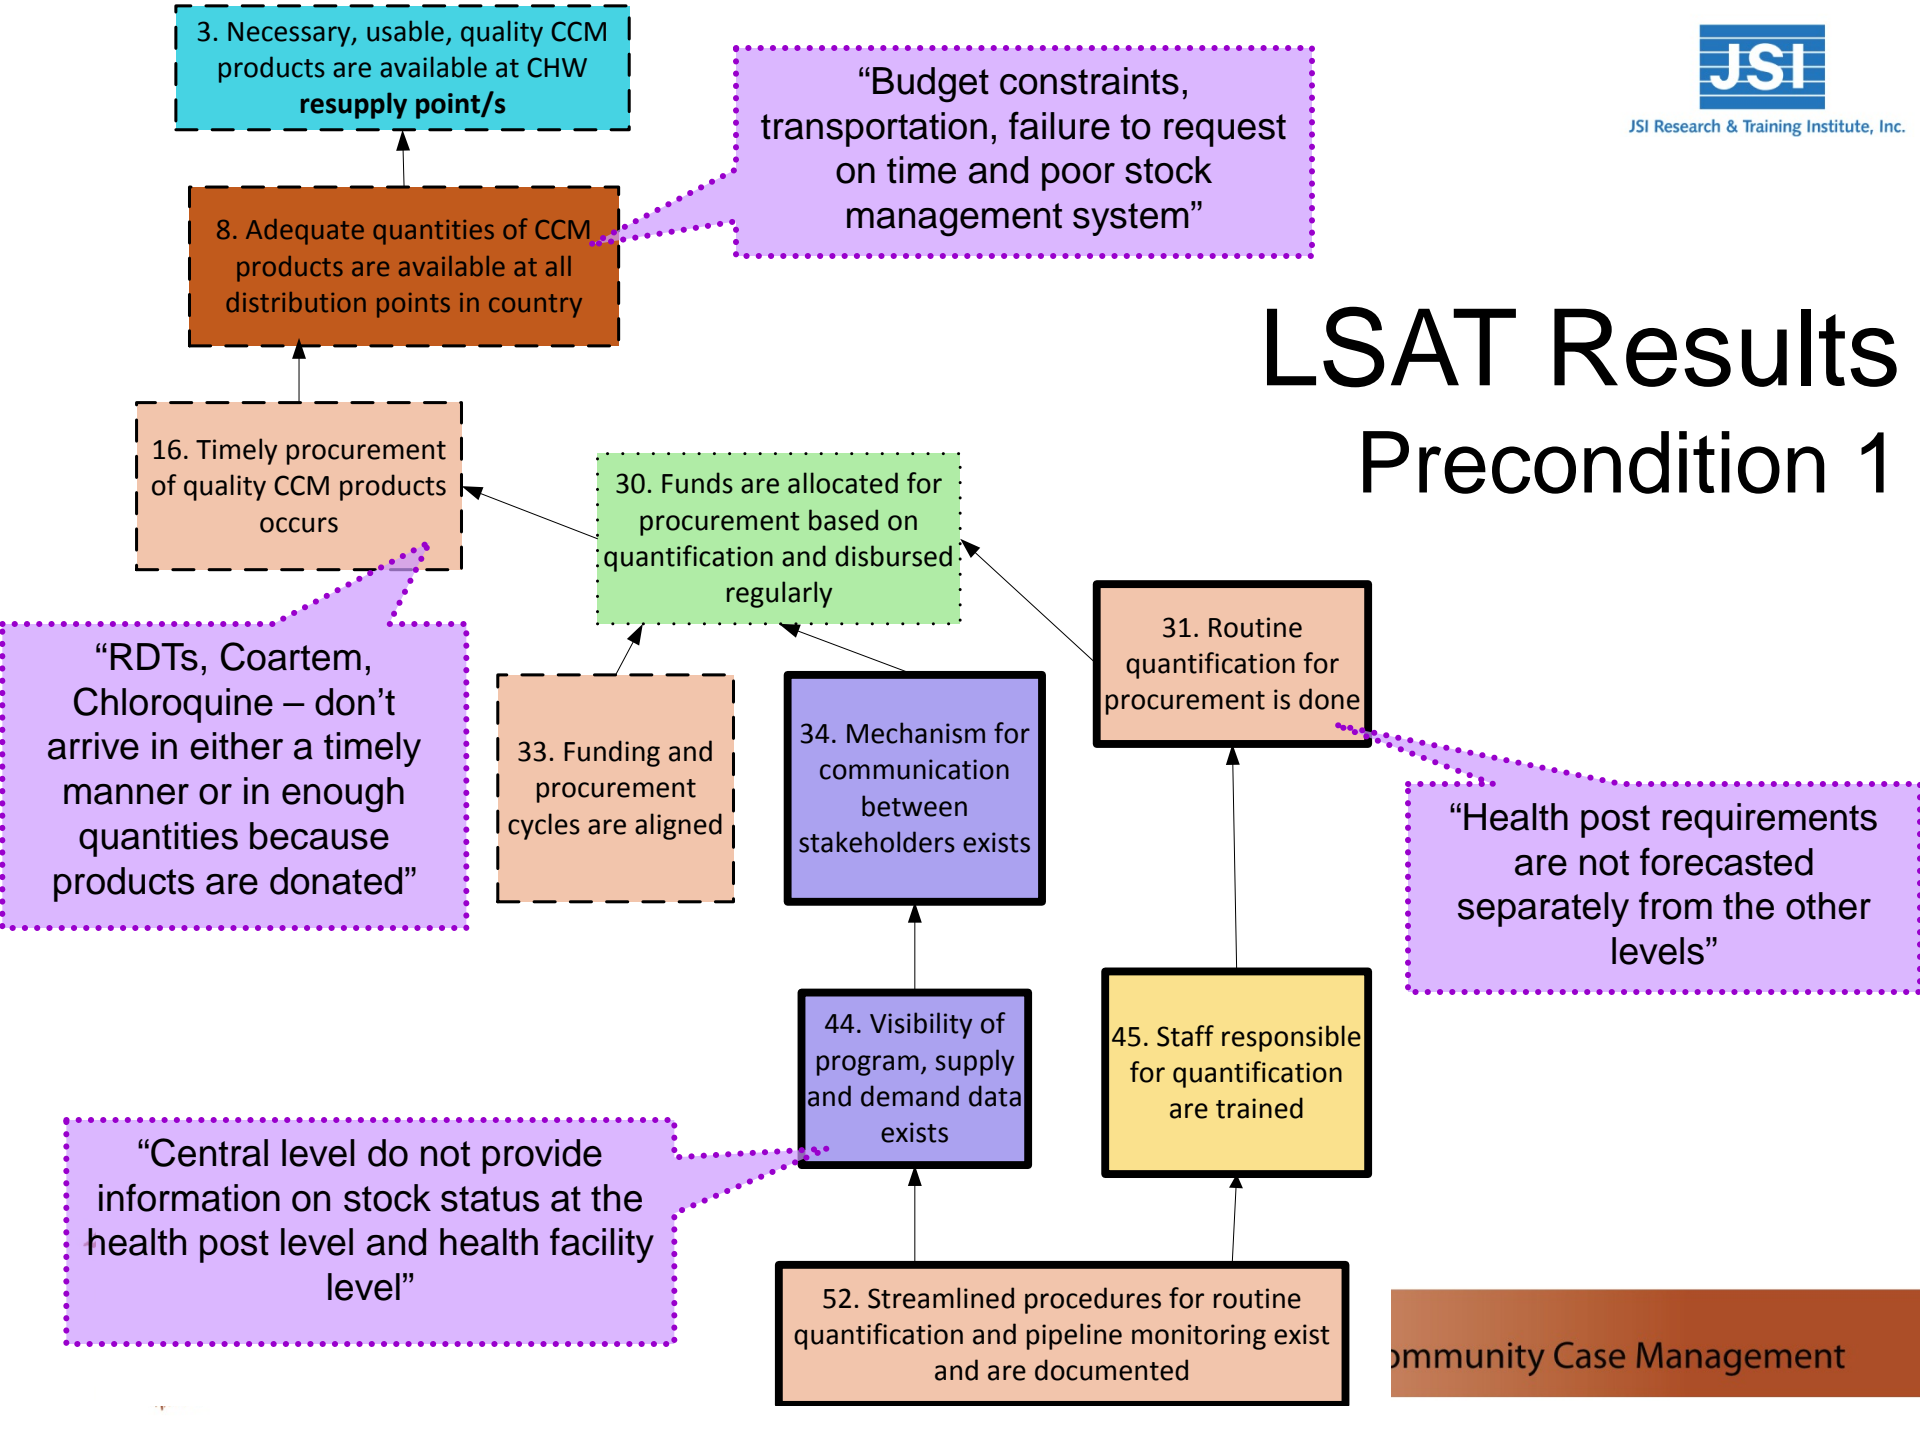 3. Necessary, usable, quality CCM
products are available at CHW
resupply point/s
“Budget constraints,
transportation, failure to request
on time and poor stock
management system”
JSI
JSI Research & Training Institute, Inc.
8. Adequate quantities of CCM
products are available at all
distribution points in country
LSAT Results
Precondition 1
16. Timely procurement
of quality CCM products
occurs
30. Funds are allocated for
procurement based on
quantification and disbursed
regularly
31. Routine
quantification for
procurement is done
“RDTs, Coartem,
Chloroquine – don’t
arrive in either a timely
manner or in enough
quantities because
products are donated”
33. Funding and
procurement
cycles are aligned
34. Mechanism for
communication
between
stakeholders exists
“Health post requirements
are not forecasted
separately from the other
levels”
44. Visibility of
program, supply
and demand data
exists
45. Staff responsible
for quantification
are trained
“Central level do not provide
information on stock status at the
health post level and health facility
level”
52. Streamlined procedures for routine
quantification and pipeline monitoring exist
and are documented
ommunity Case Management